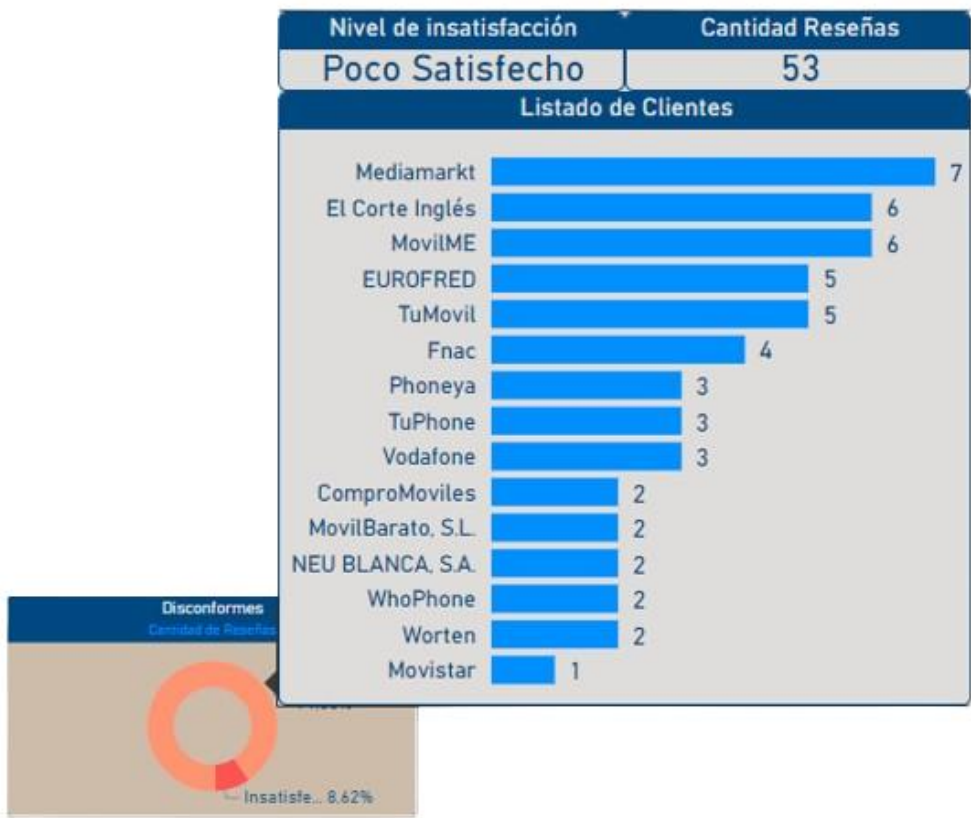 Nivel de insatisfacción
Cantidad Reseñas
Poco Satisfecho
53
Listado de Clientes
Mediamarkt 7
El Corte Inglés 6
MovilME 6
EUROFRED 5
TuMovil 5
Fnac 4
Phoneya 3
TuPhone 3
Vodafone 3
ComproMoviles 2
MovilBarato, S.L. 2
NEU BLANCA, S.A. 2
WhoPhone 2
Worten 2
Movistar 1
Disconformes
Cantidad de Reseñas
Insatisfe... 8,62%